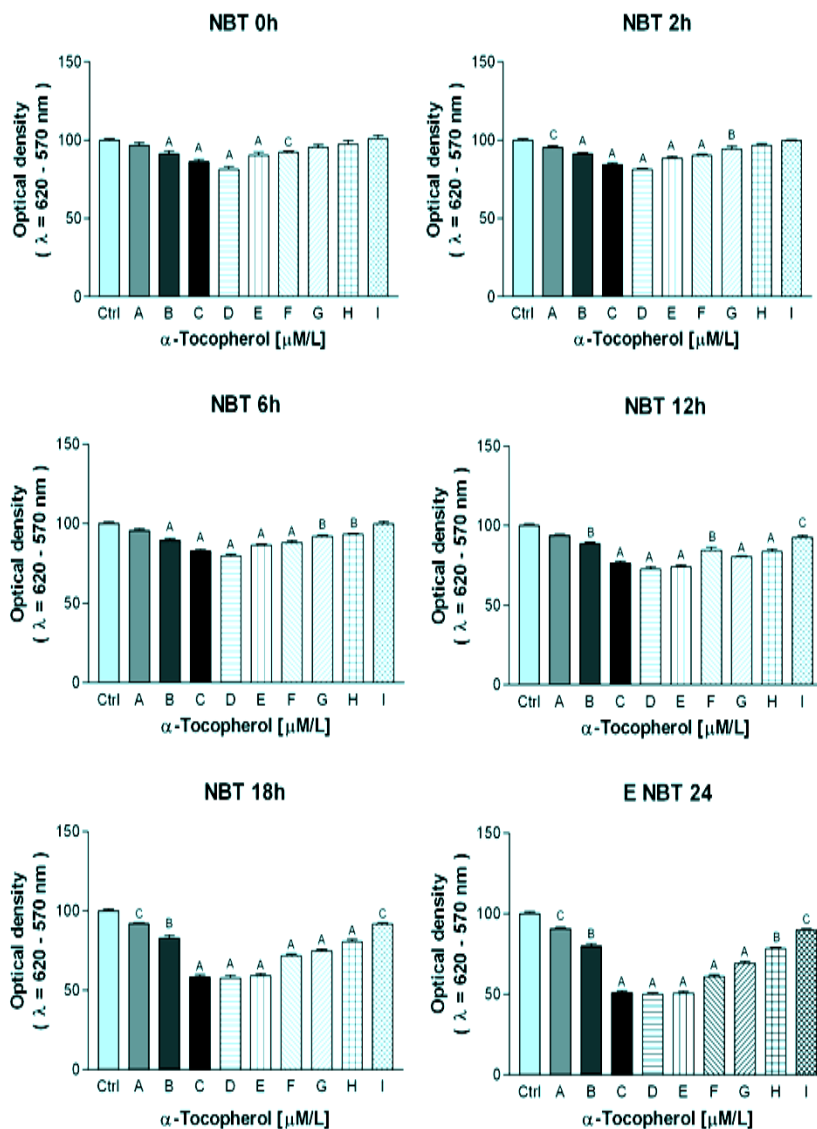 NBT 0h
150
A
A
A
A
C
100
50
0
Optical density
( λ = 620 - 570 nm )
Ctrl A B C D E F G H I
α-Tocopherol [μM/L]
NBT 2h
150
C
A
A
A
A
A
B
100
50
0
Optical density
( λ = 620 - 570 nm )
Ctrl A B C D E F G H I
α-Tocopherol [μM/L]
NBT 6h
150
A
A
A
A
A
B
B
100
50
0
Optical density
( λ = 620 - 570 nm )
Ctrl A B C D E F G H I
α-Tocopherol [μM/L]
NBT 12h
150
B
A
A
A
B
A
A
C
100
50
0
Optical density
( λ = 620 - 570 nm )
Ctrl A B C D E F G H I
α-Tocopherol [μM/L]
NBT 18h
150
C
B
A
A
A
A
A
A
C
100
50
0
Optical density
( λ = 620 - 570 nm )
Ctrl A B C D E F G H I
α-Tocopherol [μM/L]
E NBT 24
150
C
B
A
A
A
A
A
B
C
100
50
0
Optical density
( λ = 620 - 570 nm )
Ctrl A B C D E F G H I
α-Tocopherol [μM/L]